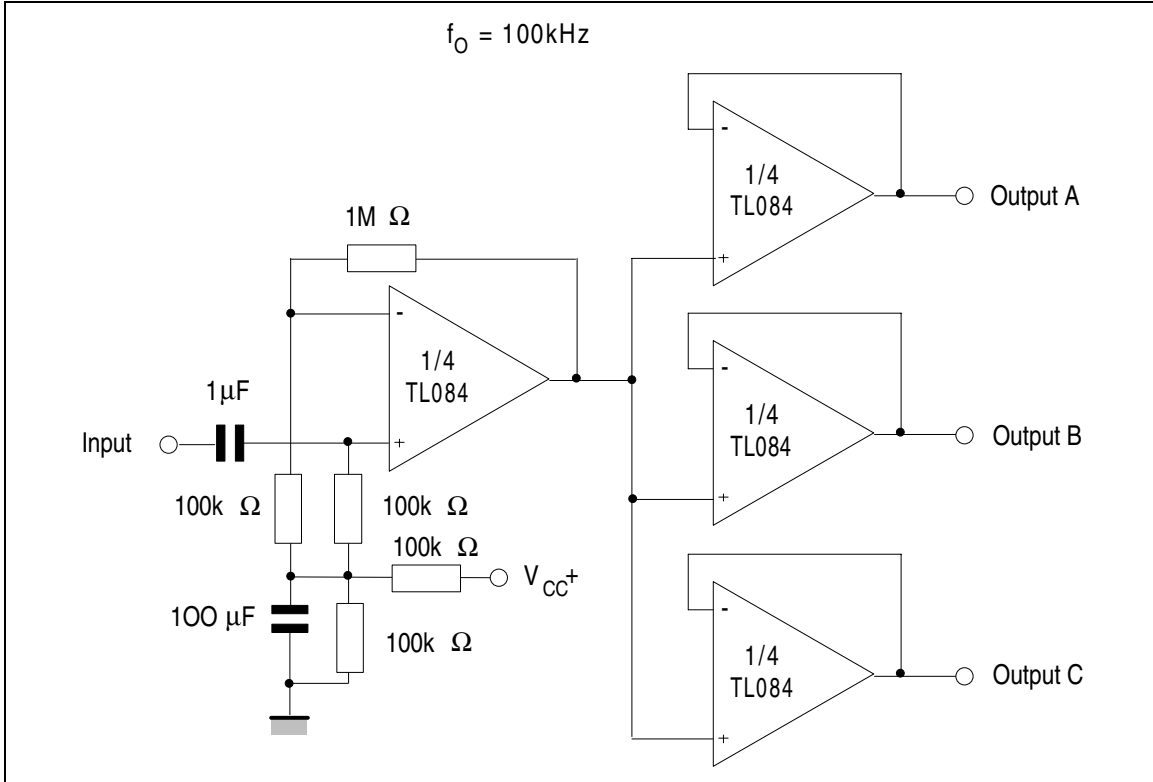 f_O = 100kHz
-
1/4
TL084
+
Output A
1M Ω
-
1/4
TL084
+
1µF
Input
100k Ω
100k Ω
100k Ω
V_CC+
100 µF
100k Ω
-
1/4
TL084
+
Output B
-
1/4
TL084
+
Output C